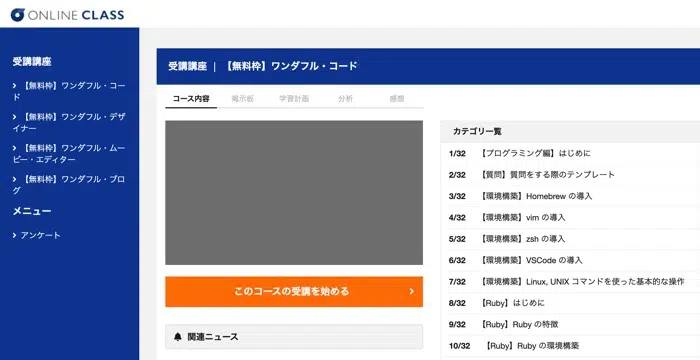 ONLINE CLASS
受講講座
【無料枠】ワンダフル・コー
ド
【無料枠】ワンダフル・デザ
イナー
【無料枠】ワンダフル・ムー
ビー・エディター
【無料枠】ワンダフル・ブロ
グ
メニュー
アンケート
受講講座 | 【無料枠】ワンダフル・コード
コース内容 掲示板 学習計画 分析 感想
このコースの受講を始める
関連ニュース
カテゴリ一覧
1/32 【プログラミング編】はじめに
2/32 【質問】質問をする際のテンプレート
3/32 【環境構築】Homebrew の導入
4/32 【環境構築】vim の導入
5/32 【環境構築】zsh の導入
6/32 【環境構築】VSCode の導入
7/32 【環境構築】Linux, UNIX コマンドを使った基本的な操作
8/32 【Ruby】はじめに
9/32 【Ruby】Ruby の特徴
10/32 【Ruby】Ruby の環境構築